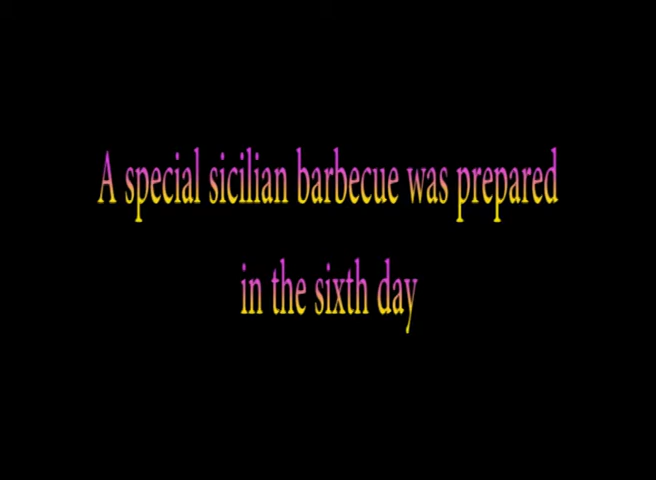 A special sicilian barbecue was prepared
in the sixth day